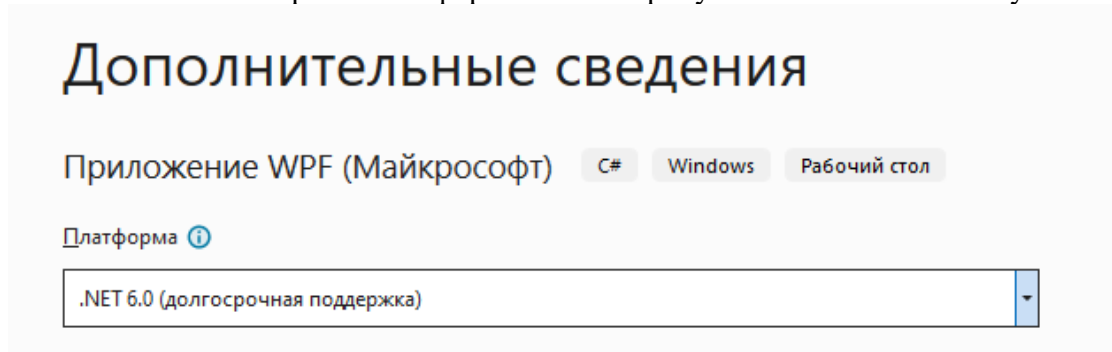 Дополнительные сведения
Приложение WPF (Майкрософт) C# Windows Рабочий стол
Платформа
.NET 6.0 (долгосрочная поддержка)